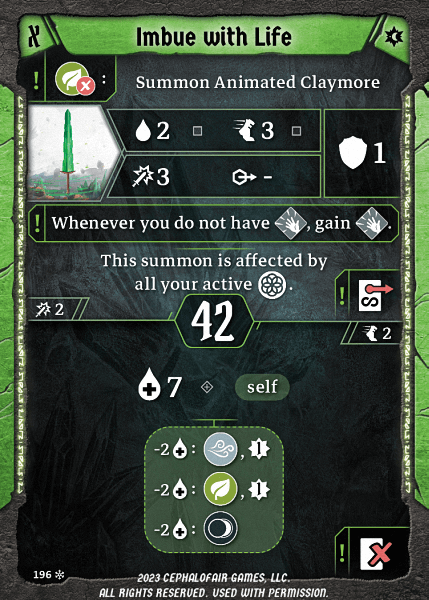 Imbue with Life
! : Summon Animated Claymore
2 3
1
3 -
! Whenever you do not have , gain .
This summon is affected by
all your active .
!
2
42
2
7 self
-2 : , 1
-2 : , 1
-2 :
!
196
2023 CEPHALOFAIR GAMES, LLC.
ALL RIGHTS RESERVED. USED WITH PERMISSION.